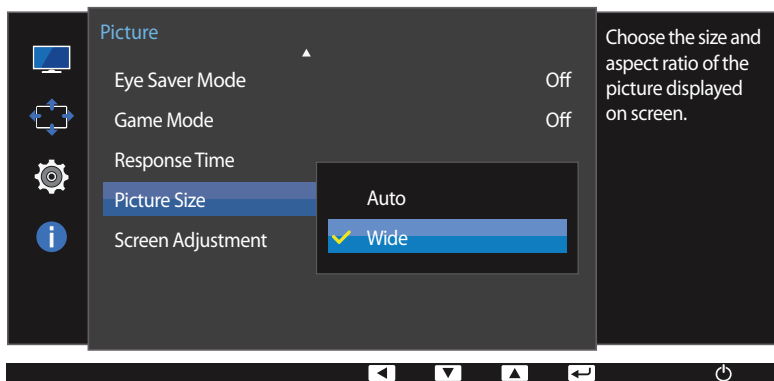 Picture
Eye Saver Mode Off
Game Mode Off
Response Time
Picture Size
Auto
Wide
Screen Adjustment
Choose the size and
aspect ratio of the
picture displayed
on screen.